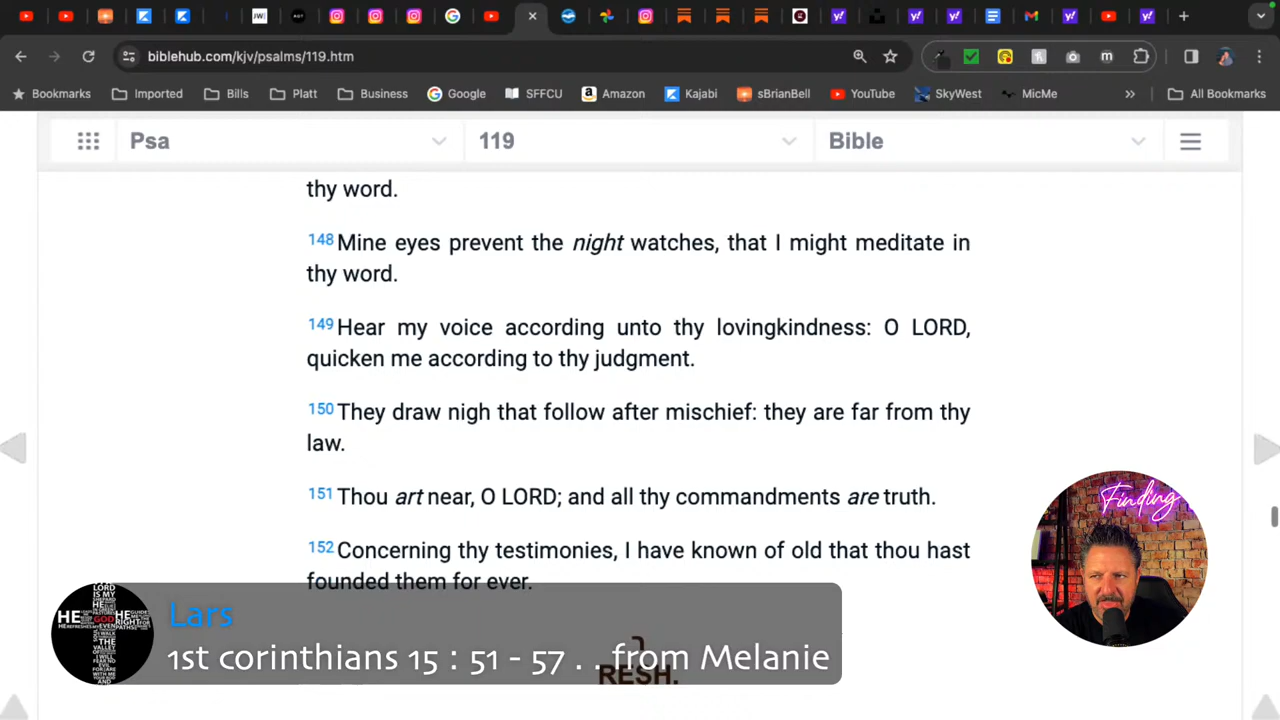 biblehub.com/kjv/psalms/119.htm
Bookmarks Imported Bills Platt Business Google SFFCU Amazon Kajabi sBrianBell YouTube SkyWest MicMe » All Bookmarks
Psa 119 Bible
thy word.
148 Mine eyes prevent the night watches, that I might meditate in
thy word.
149 Hear my voice according unto thy lovingkindness: O LORD,
quicken me according to thy judgment.
150 They draw nigh that follow after mischief: they are far from thy
law.
151 Thou art near, O LORD; and all thy commandments are truth.
152 Concerning thy testimonies, I have known of old that thou hast
founded them for ever.
Finding
Lars
1st corinthians 15 : 51 - 57 . . from Melanie
RESH.